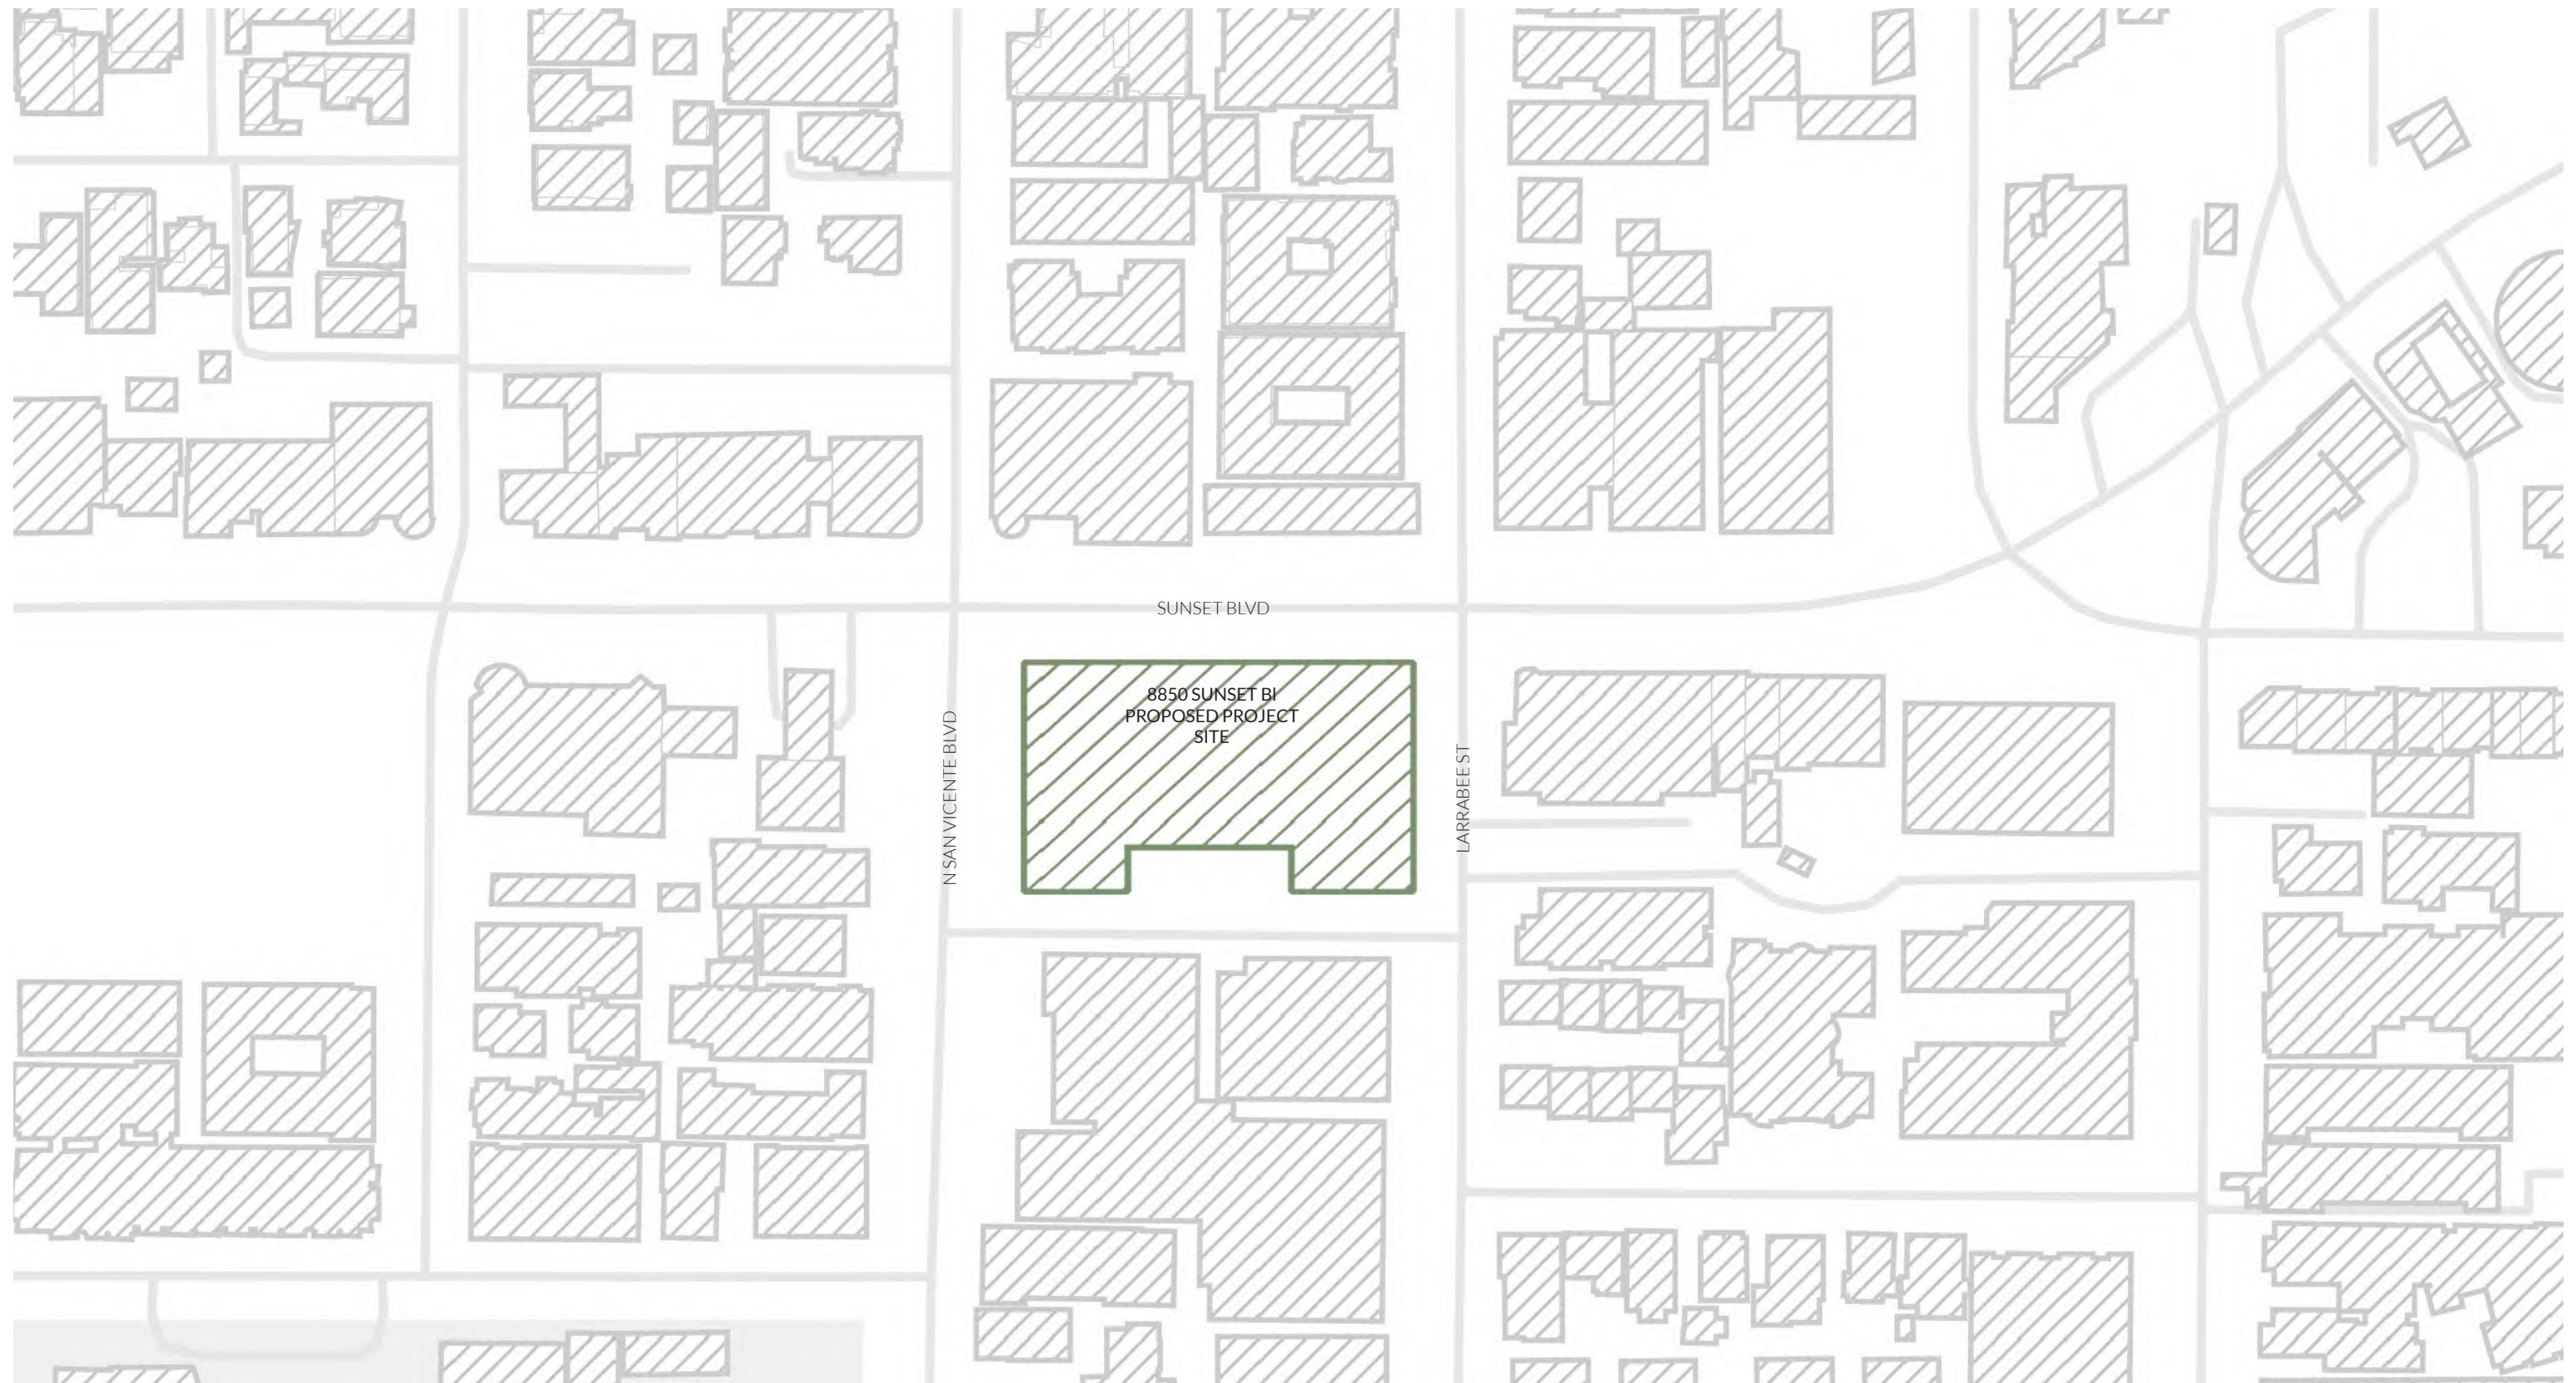 SUNSET BLVD
8850 SUNSET Bl
PROPOSED PROJECT
SITE
N SAN VICENTE BLVD
LARRABEE ST